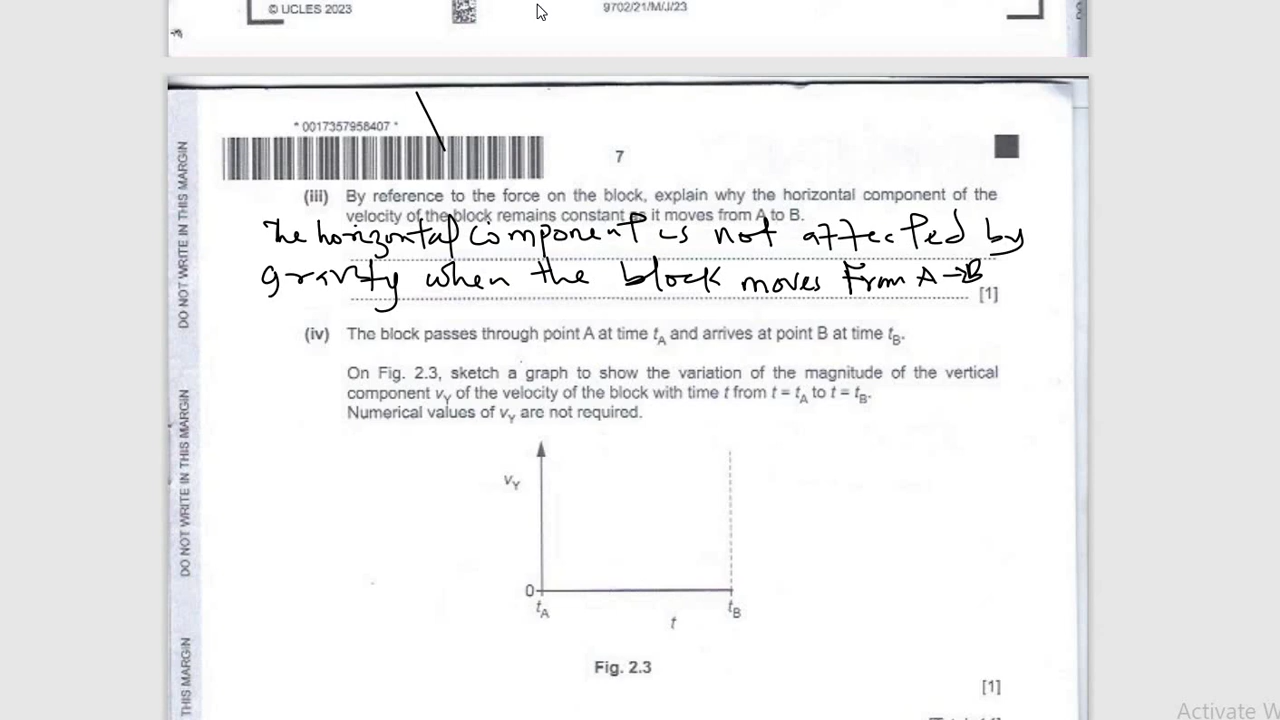 © UCLES 2023
9702/21/M/J/23
* 0017357958407 *
7
DO NOT WRITE IN THIS MARGIN
(iii) By reference to the force on the block, explain why the horizontal component of the
velocity of the block remains constant as it moves from A to B.
The horizontal component is not affected by
gravity when the block moves from A→B
[1]
(iv) The block passes through point A at time tA and arrives at point B at time tB.
On Fig. 2.3, sketch a graph to show the variation of the magnitude of the vertical
component vY of the velocity of the block with time t from t = tA to t = tB.
Numerical values of vY are not required.
DO NOT WRITE IN THIS MARGIN
vY
0
tA
tB
t
Fig. 2.3
THIS MARGIN
[1]
Activate W